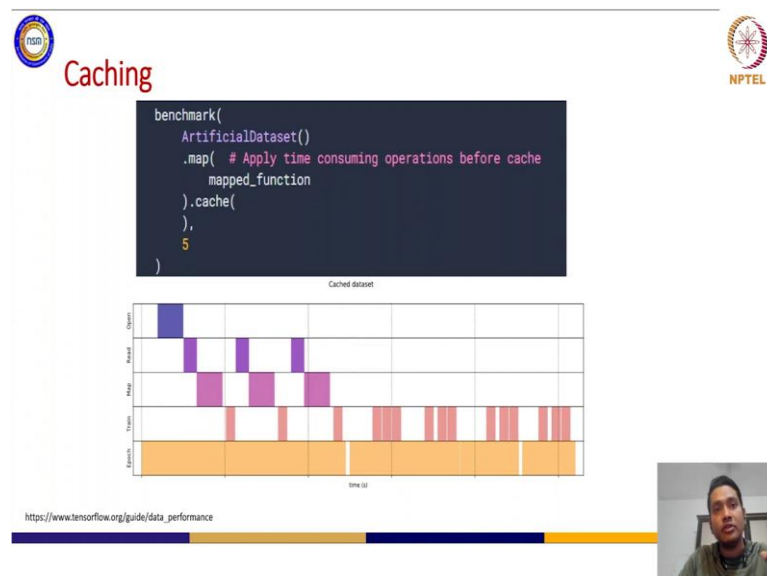 nsm
NPTEL
Caching
benchmark(
ArtificialDataset()
.map( # Apply time consuming operations before cache
mapped_function
).cache(
),
5
)
Cached dataset
Open
Read
Map
Train
Epoch
time (s)
https://www.tensorflow.org/guide/data_performance